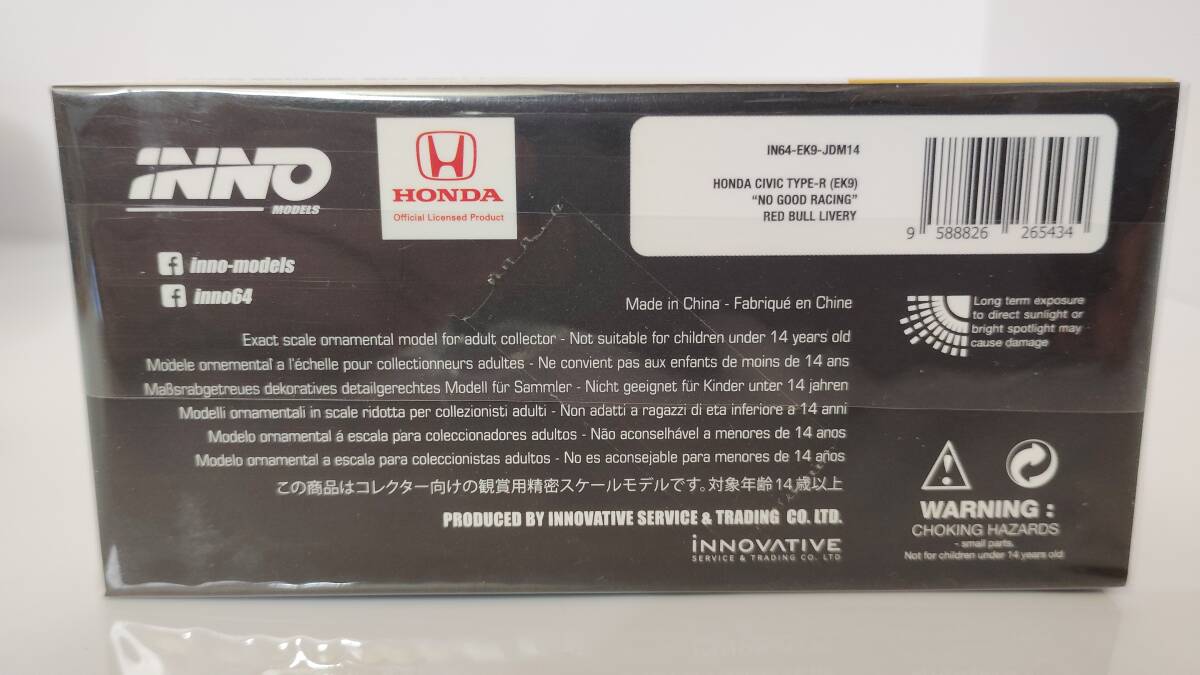 INNO
MODELS
HONDA
Official Licensed Product
IN64-EK9-JDM14
HONDA CIVIC TYPE-R (EK9)
“NO GOOD RACING”
RED BULL LIVERY
9 588826 265434
inno-models
inno64
Made in China - Fabriqué en Chine
Long term exposure
to direct sunlight or
bright spotlight may
cause damage
Exact scale ornamental model for adult collector - Not suitable for children under 14 years old
Modèle ornemental a l'échelle pour collectionneurs adultes - Ne convient pas aux enfants de moins de 14 ans
Maßsrabgetreues dekoratives detailgerechtes Modell für Sammler - Nicht geeignet für Kinder unter 14 jahren
Modelli ornamentali in scale ridotta per collezionisti adulti - Non adatti a ragazzi di eta inferiore a 14 anni
Modelo ornamental á escala para coleccionadores adultos - Não aconselhável a menores de 14 anos
Modelo ornamental a escala para coleccionistas adultos - No es aconsejable para menores de 14 años
この商品はコレクター向けの観賞用精密スケールモデルです。対象年齢14歳以上
PRODUCED BY INNOVATIVE SERVICE & TRADING CO. LTD.
INNOVATIVE
SERVICE & TRADING CO. LTD
WARNING :
CHOKING HAZARDS
- small parts.
Not for children under 14 years old